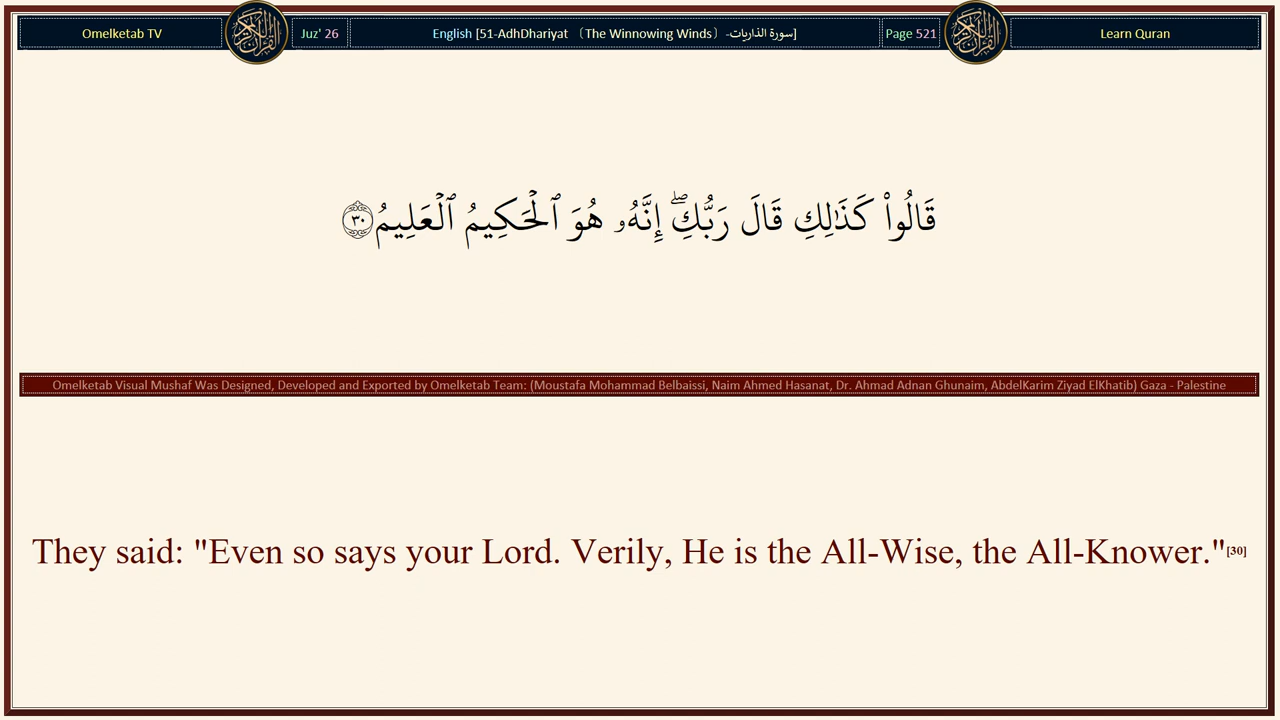 Omelketab TV
Juz' 26
English [51-AdhDhariyat (The Winnowing Winds) -سورة الذاريات]
Page 521
Learn Quran
قَالُوا۟ كَذَٰلِكِ قَالَ رَبُّكِ ۖ إِنَّهُۥ هُوَ ٱلْحَكِيمُ ٱلْعَلِيمُ ٣٠
Omelketab Visual Mushaf Was Designed, Developed and Exported by Omelketab Team: (Moustafa Mohammad Belbaissi, Naim Ahmed Hasanat, Dr. Ahmad Adnan Ghunaim, AbdelKarim Ziyad ElKhatib) Gaza - Palestine
They said: "Even so says your Lord. Verily, He is the All-Wise, the All-Knower."[30]